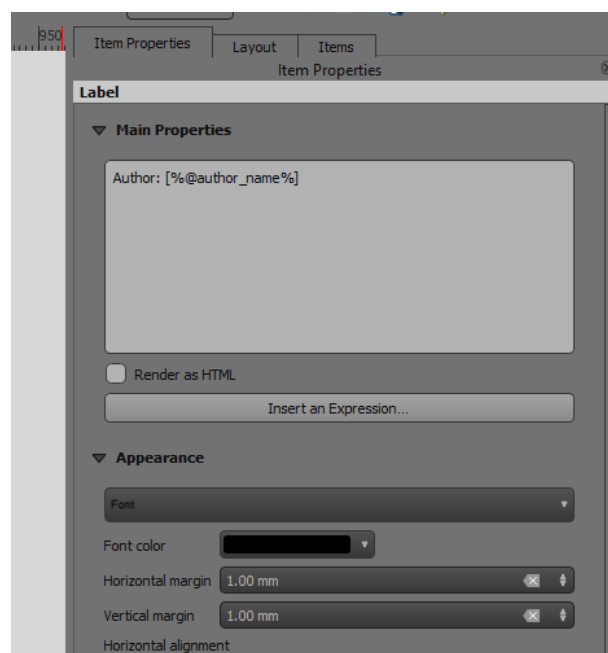 950
Item Properties Layout Items
Item Properties
Label
Main Properties
Author: [%@author_name%]
Render as HTML
Insert an Expression...
Appearance
Font
Font color
Horizontal margin 1.00 mm
Vertical margin 1.00 mm
Horizontal alignment